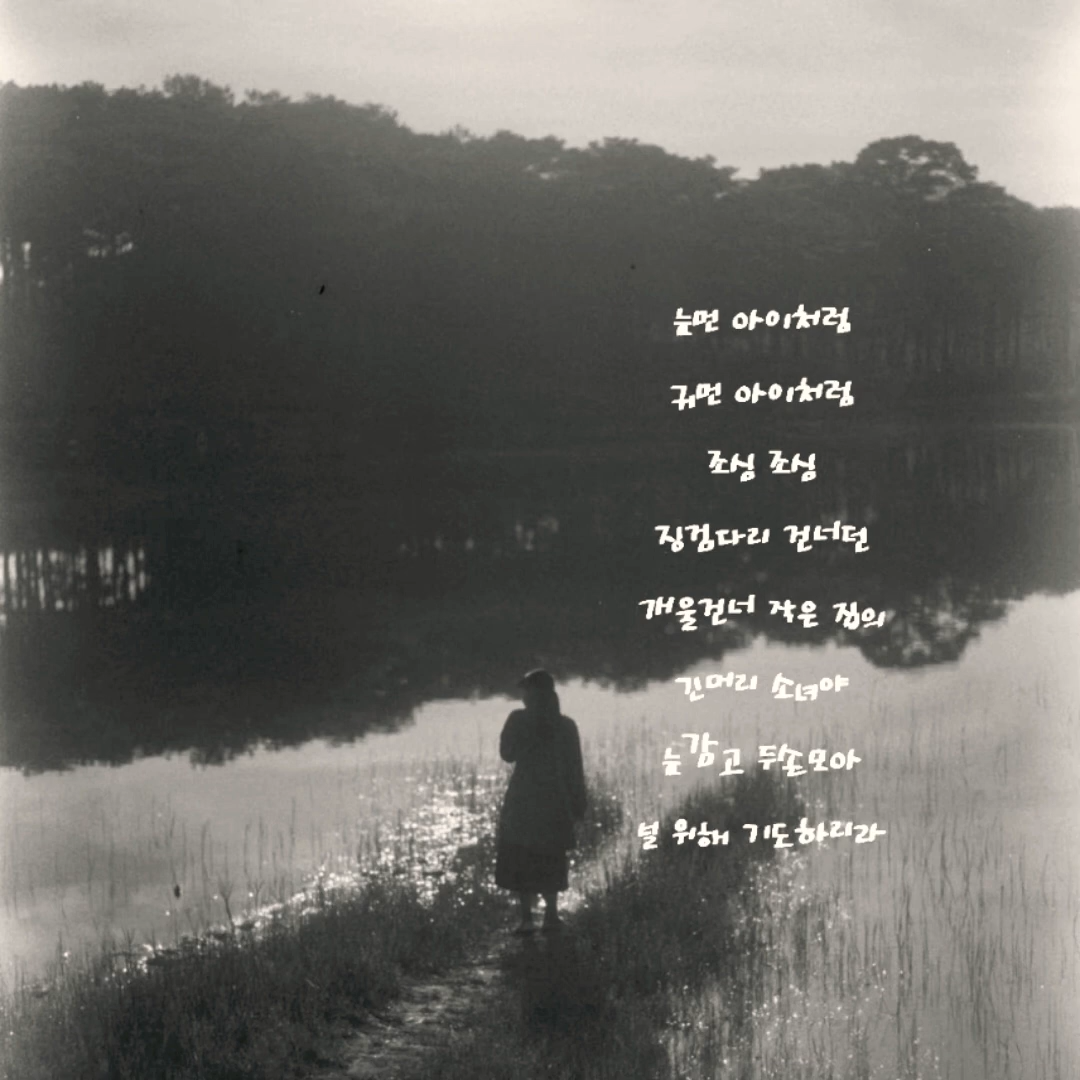 눈먼 아이처럼
귀먼 아이처럼
조심 조심
징검다리 건너던
개울건너 작은 집의
긴머리 소녀야
눈감고 두손모아
널 위해 기도하리라